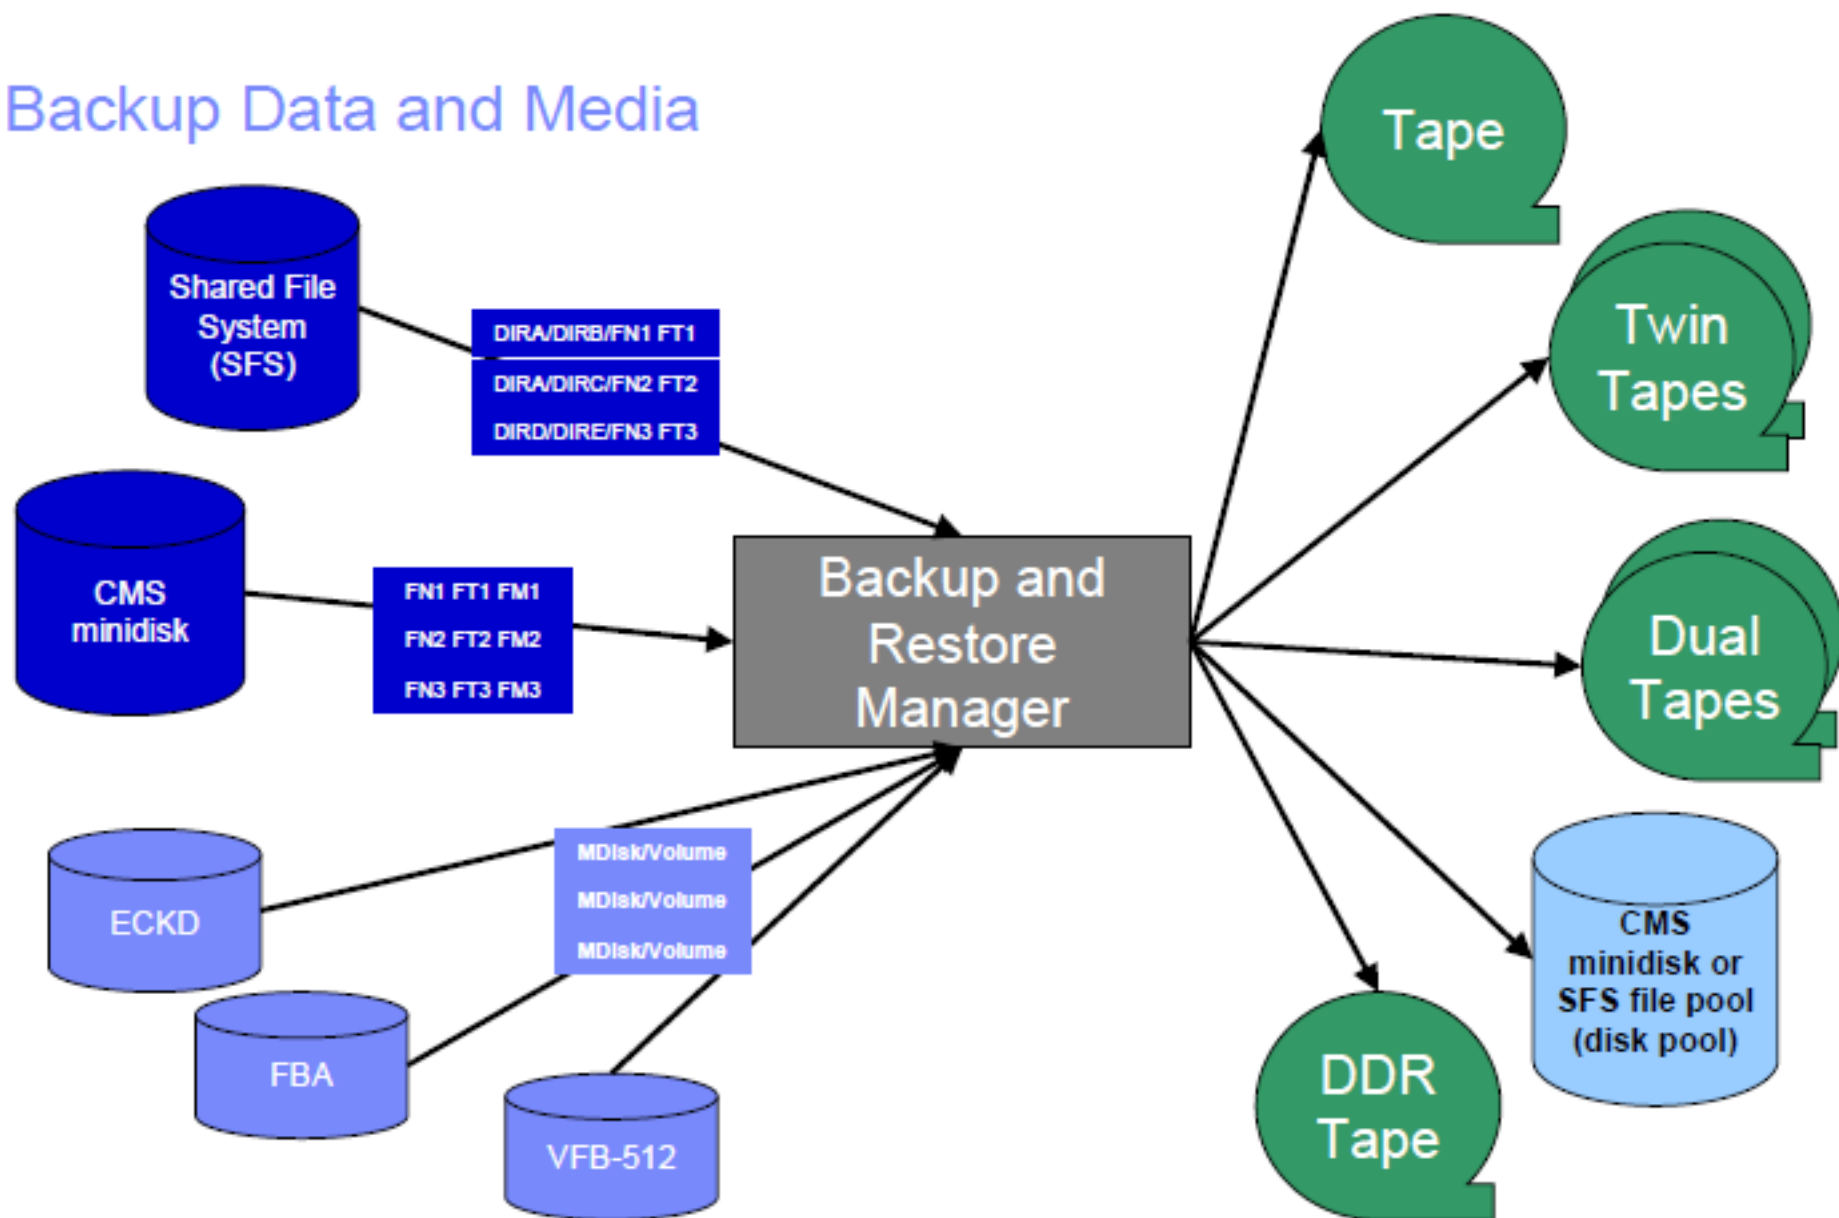 Backup Data and Media
Shared File
System
(SFS)
DIRA/DIRB/FN1 FT1
DIRA/DIRC/FN2 FT2
DIRD/DIRE/FN3 FT3
CMS
minidisk
FN1 FT1 FM1
FN2 FT2 FM2
FN3 FT3 FM3
ECKD
FBA
VFB-512
MDisk/Volume
MDisk/Volume
MDisk/Volume
Backup and
Restore
Manager
Tape
Twin
Tapes
Dual
Tapes
CMS
minidisk or
SFS file pool
(disk pool)
DDR
Tape